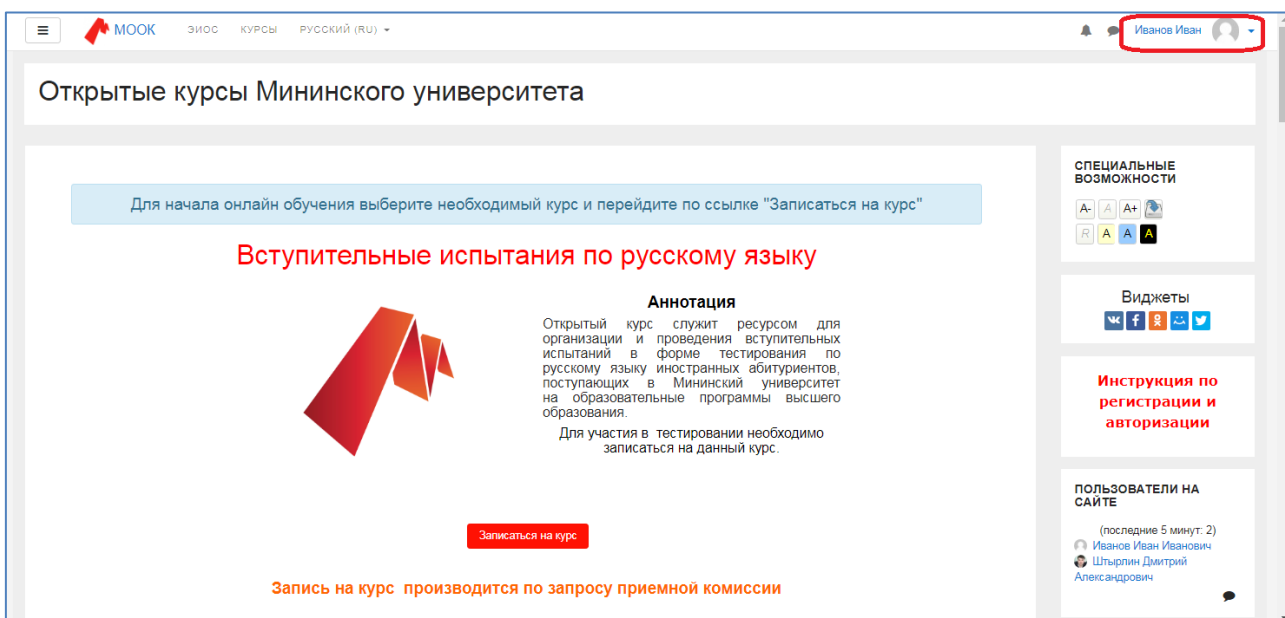 МООК ЭИОС КУРСЫ РУССКИЙ (RU) Иванов Иван
Открытые курсы Мининского университета
Для начала онлайн обучения выберите необходимый курс и перейдите по ссылке "Записаться на курс"
Вступительные испытания по русскому языку
Аннотация
Открытый курс служит ресурсом для
организации и проведения вступительных
испытаний в форме тестирования по
русскому языку иностранных абитуриентов,
поступающих в Мининский университет
на образовательные программы высшего
образования.
Для участия в тестировании необходимо
записаться на данный курс.
Записаться на курс
Запись на курс производится по запросу приемной комиссии
СПЕЦИАЛЬНЫЕ
ВОЗМОЖНОСТИ
A- A A+
R A A A
Виджеты
Инструкция по
регистрации и
авторизации
ПОЛЬЗОВАТЕЛИ НА
САЙТЕ
(последние 5 минут: 2)
Иванов Иван Иванович
Штырлин Дмитрий
Александрович